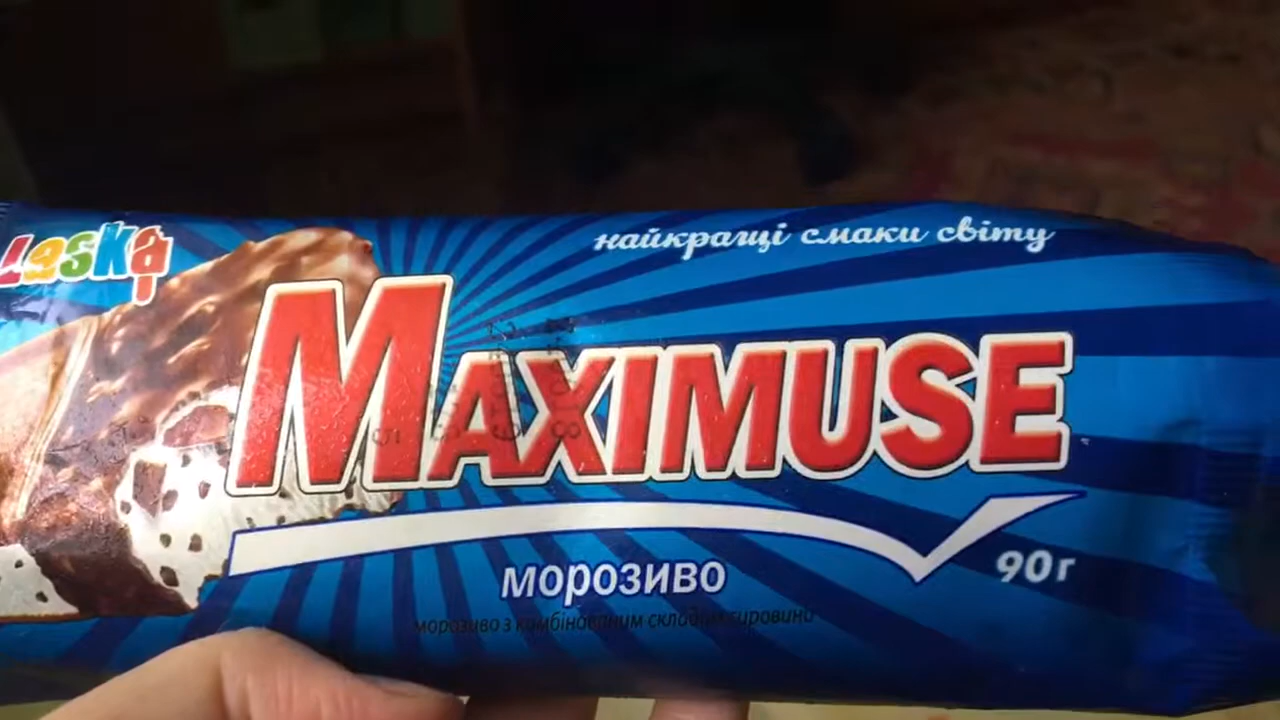 Laska
найкращі смаки світу
MAXIMUSE
морозиво
90г
морозиво з комбінованим складом сировини